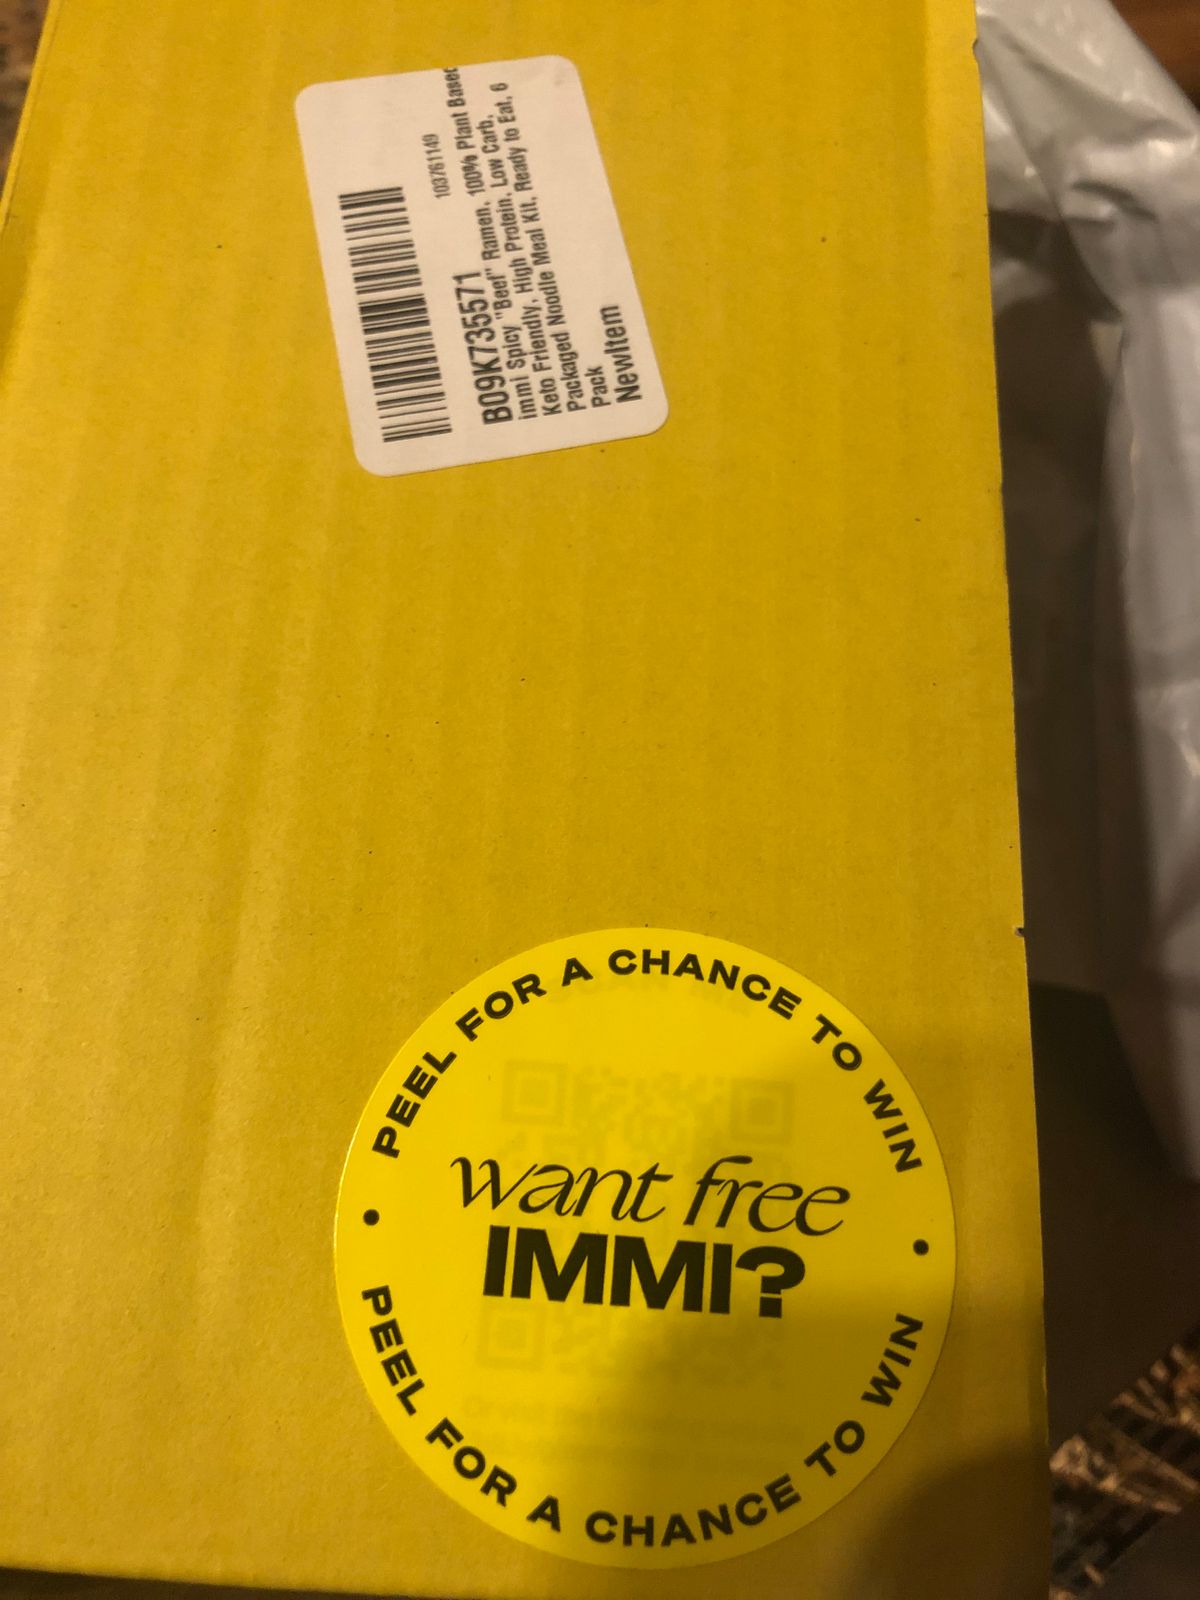 103761149
B09K735571
immi Spicy "Beef" Ramen, 100% Plant Based
Keto Friendly, High Protein, Low Carb,
Packaged Noodle Meal Kit, Ready to Eat, 6
Pack
NewItem
PEEL FOR A CHANCE TO WIN
want free
IMMI?
PEEL FOR A CHANCE TO WIN